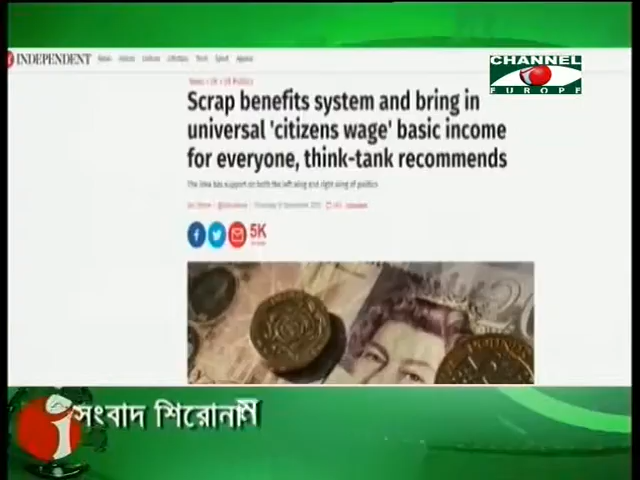 INDEPENDENT
CHANNEL
EUROPE
Scrap benefits system and bring in
universal 'citizens wage' basic income
for everyone, think-tank recommends
The idea has support on both the left wing and right wing of politics
5K
i
সংবাদ শিরোনাম